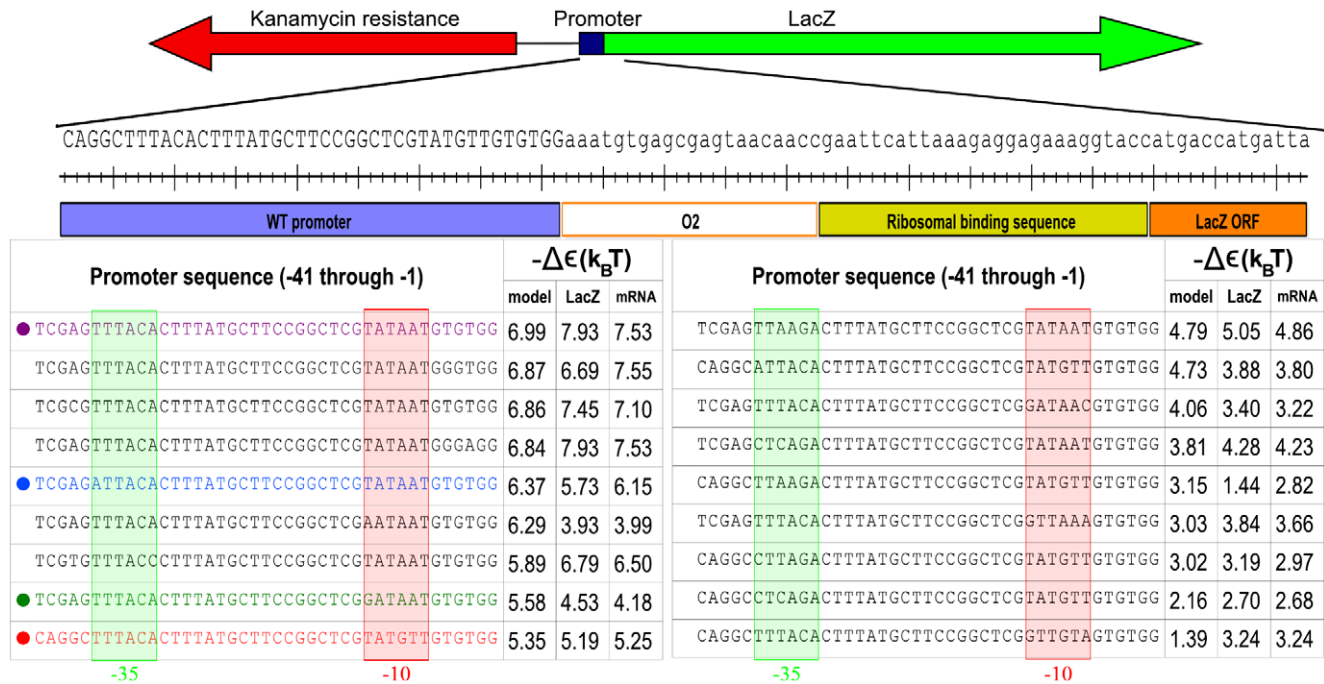 Kanamycin resistance Promoter LacZ
CAGGCTTTACACTTTATGCTTCCGGCTCGTATGTTGTGTGGaaatgtgagcgagtaacaaccgaattcattaaagaggagaaaggtaccatgaccatgatta
WT promoter O2 Ribosomal binding sequence LacZ ORF
Promoter sequence (-41 through -1) -Δϵ(k_BT)
model LacZ mRNA
TCGAGTTTACACTTTATGCTTCCGGCTCGTATAATGTGTGG 6.99 7.93 7.53
TCGAGTTTACACTTTATGCTTCCGGCTCGTATAATGGGTGG 6.87 6.69 7.55
TCGCGTTTACACTTTATGCTTCCGGCTCGTATAATGTGTGG 6.86 7.45 7.10
TCGAGTTTACACTTTATGCTTCCGGCTCGTATAATGGGAGG 6.84 7.93 7.53
TCGAGATTACACTTTATGCTTCCGGCTCGTATAATGTGTGG 6.37 5.73 6.15
TCGAGTTTACACTTTATGCTTCCGGCTCGAATAATGTGTGG 6.29 3.93 3.99
TCGTGTTTACCCTTTATGCTTCCGGCTCGTATAATGTGTGG 5.89 6.79 6.50
TCGAGTTTACACTTTATGCTTCCGGCTCGGATAATGTGTGG 5.58 4.53 4.18
CAGGCTTTACACTTTATGCTTCCGGCTCGTATGTTGTGTGG 5.35 5.19 5.25
-35 -10
Promoter sequence (-41 through -1) -Δϵ(k_BT)
model LacZ mRNA
TCGAGTTAAGACTTTATGCTTCCGGCTCGTATAATGTGTGG 4.79 5.05 4.86
CAGGCATTACACTTTATGCTTCCGGCTCGTATGTTGTGTGG 4.73 3.88 3.80
TCGAGTTTACACTTTATGCTTCCGGCTCGGATAACGTGTGG 4.06 3.40 3.22
TCGAGCTCAGACTTTATGCTTCCGGCTCGTATAATGTGTGG 3.81 4.28 4.23
CAGGCTTAAGACTTTATGCTTCCGGCTCGTATGTTGTGTGG 3.15 1.44 2.82
TCGAGTTTACACTTTATGCTTCCGGCTCGGTTAAAGTGTGG 3.03 3.84 3.66
CAGGCCTTAGACTTTATGCTTCCGGCTCGTATGTTGTGTGG 3.02 3.19 2.97
CAGGCCTCAGACTTTATGCTTCCGGCTCGTATGTTGTGTGG 2.16 2.70 2.68
CAGGCTTTACACTTTATGCTTCCGGCTCGGTTGTAGTGTGG 1.39 3.24 3.24
-35 -10